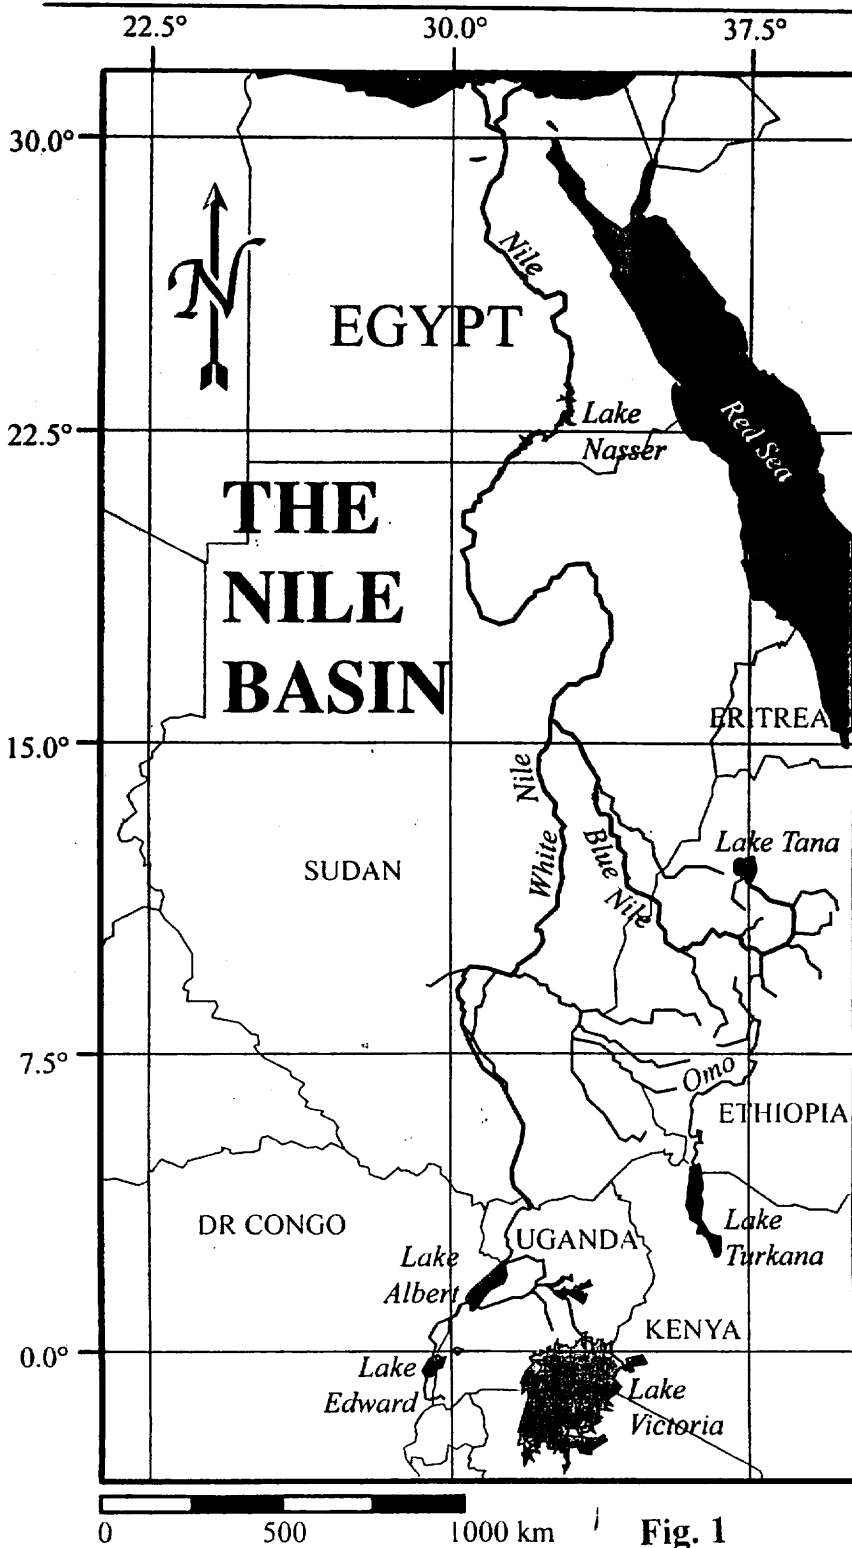 22.5° 30.0° 37.5°
30.0°
N
Nile
EGYPT
Lake
Nasser
22.5°
Red Sea
THE
NILE
BASIN
ERITREA
15.0°
Nile
White
Blue
Nile
Lake Tana
SUDAN
7.5°
Omo
ETHIOPIA
DR CONGO
UGANDA
Lake
Turkana
Lake
Albert
KENYA
0.0°
Lake
Edward
Lake
Victoria
0 500 1000 km
Fig. 1